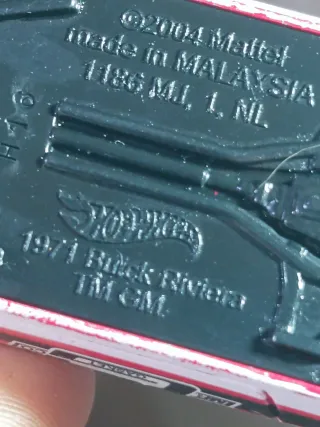 ©2004 Mattel
made in MALAYSIA
1186 MJ, 1, NL
Hot Wheels
1971 Buick Riviera
TM GM.